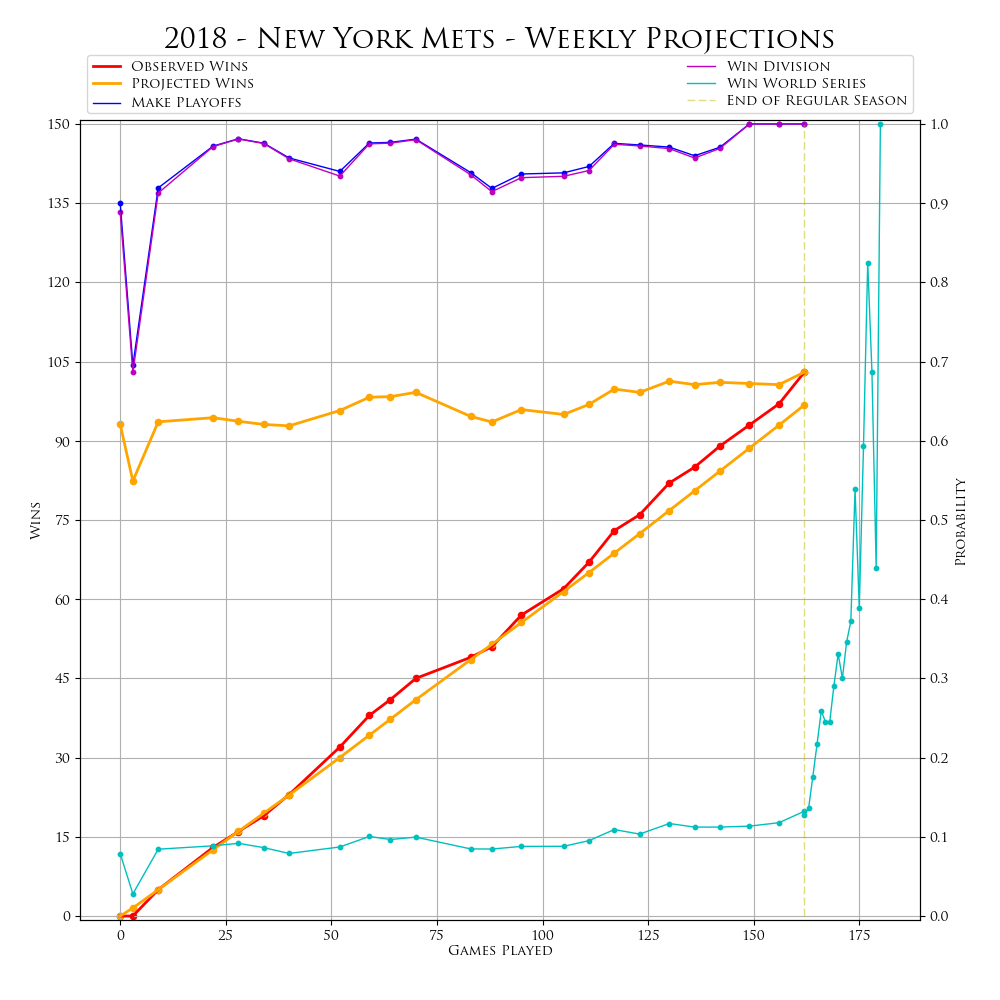 2018 - New York Mets - Weekly Projections
Observed Wins
Projected Wins
Make Playoffs
Win Division
Win World Series
End of Regular Season
150
135
120
105
90
75
60
45
30
15
0
Wins
1.0
0.9
0.8
0.7
0.6
0.5
0.4
0.3
0.2
0.1
0.0
Probability
0 25 50 75 100 125 150 175
Games Played